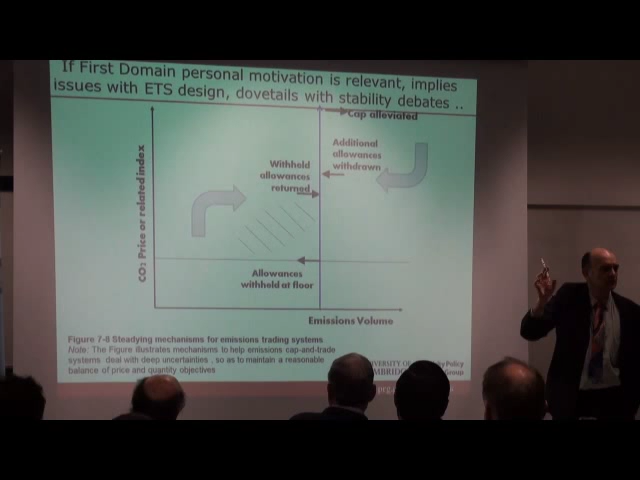 If First Domain personal motivation is relevant, implies
issues with ETS design, dovetails with stability debates ..
Cap alleviated
Additional
allowances
withdrawn
Withheld
allowances
returned
CO2 Price or related index
Allowances
withheld at floor
Emissions Volume
Figure 7-8 Steadying mechanisms for emissions trading systems
Note: The Figure illustrates mechanisms to help emissions cap-and-trade
systems deal with deep uncertainties, so as to maintain a reasonable
balance of price and quantity objectives
UNIVERSITY OF
Policy
Group